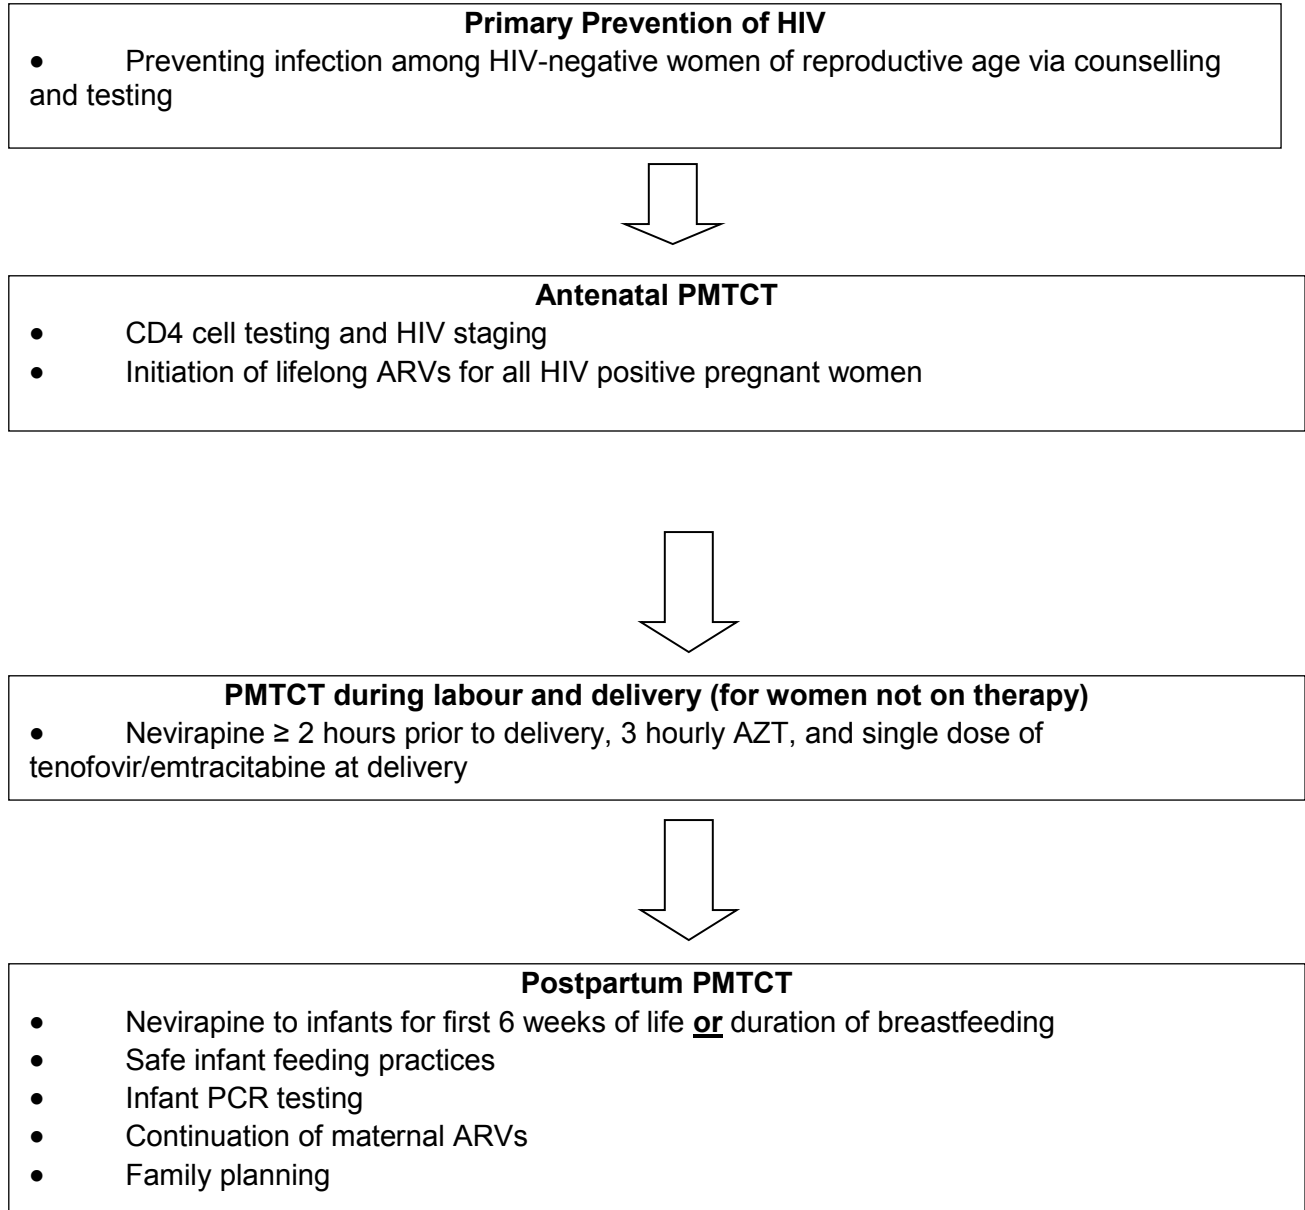 Primary Prevention of HIV
• Preventing infection among HIV-negative women of reproductive age via counselling
and testing
Antenatal PMTCT
• CD4 cell testing and HIV staging
• Initiation of lifelong ARVs for all HIV positive pregnant women
PMTCT during labour and delivery (for women not on therapy)
• Nevirapine ≥ 2 hours prior to delivery, 3 hourly AZT, and single dose of
tenofovir/emtracitabine at delivery
Postpartum PMTCT
• Nevirapine to infants for first 6 weeks of life or duration of breastfeeding
• Safe infant feeding practices
• Infant PCR testing
• Continuation of maternal ARVs
• Family planning